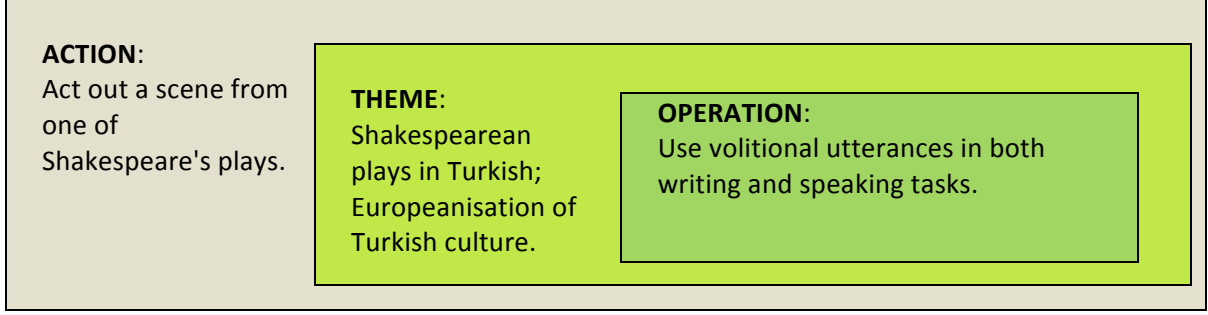 ACTION:
Act out a scene from
one of
Shakespeare's plays.
THEME:
Shakespearean
plays in Turkish;
Europeanisation of
Turkish culture.
OPERATION:
Use volitional utterances in both
writing and speaking tasks.